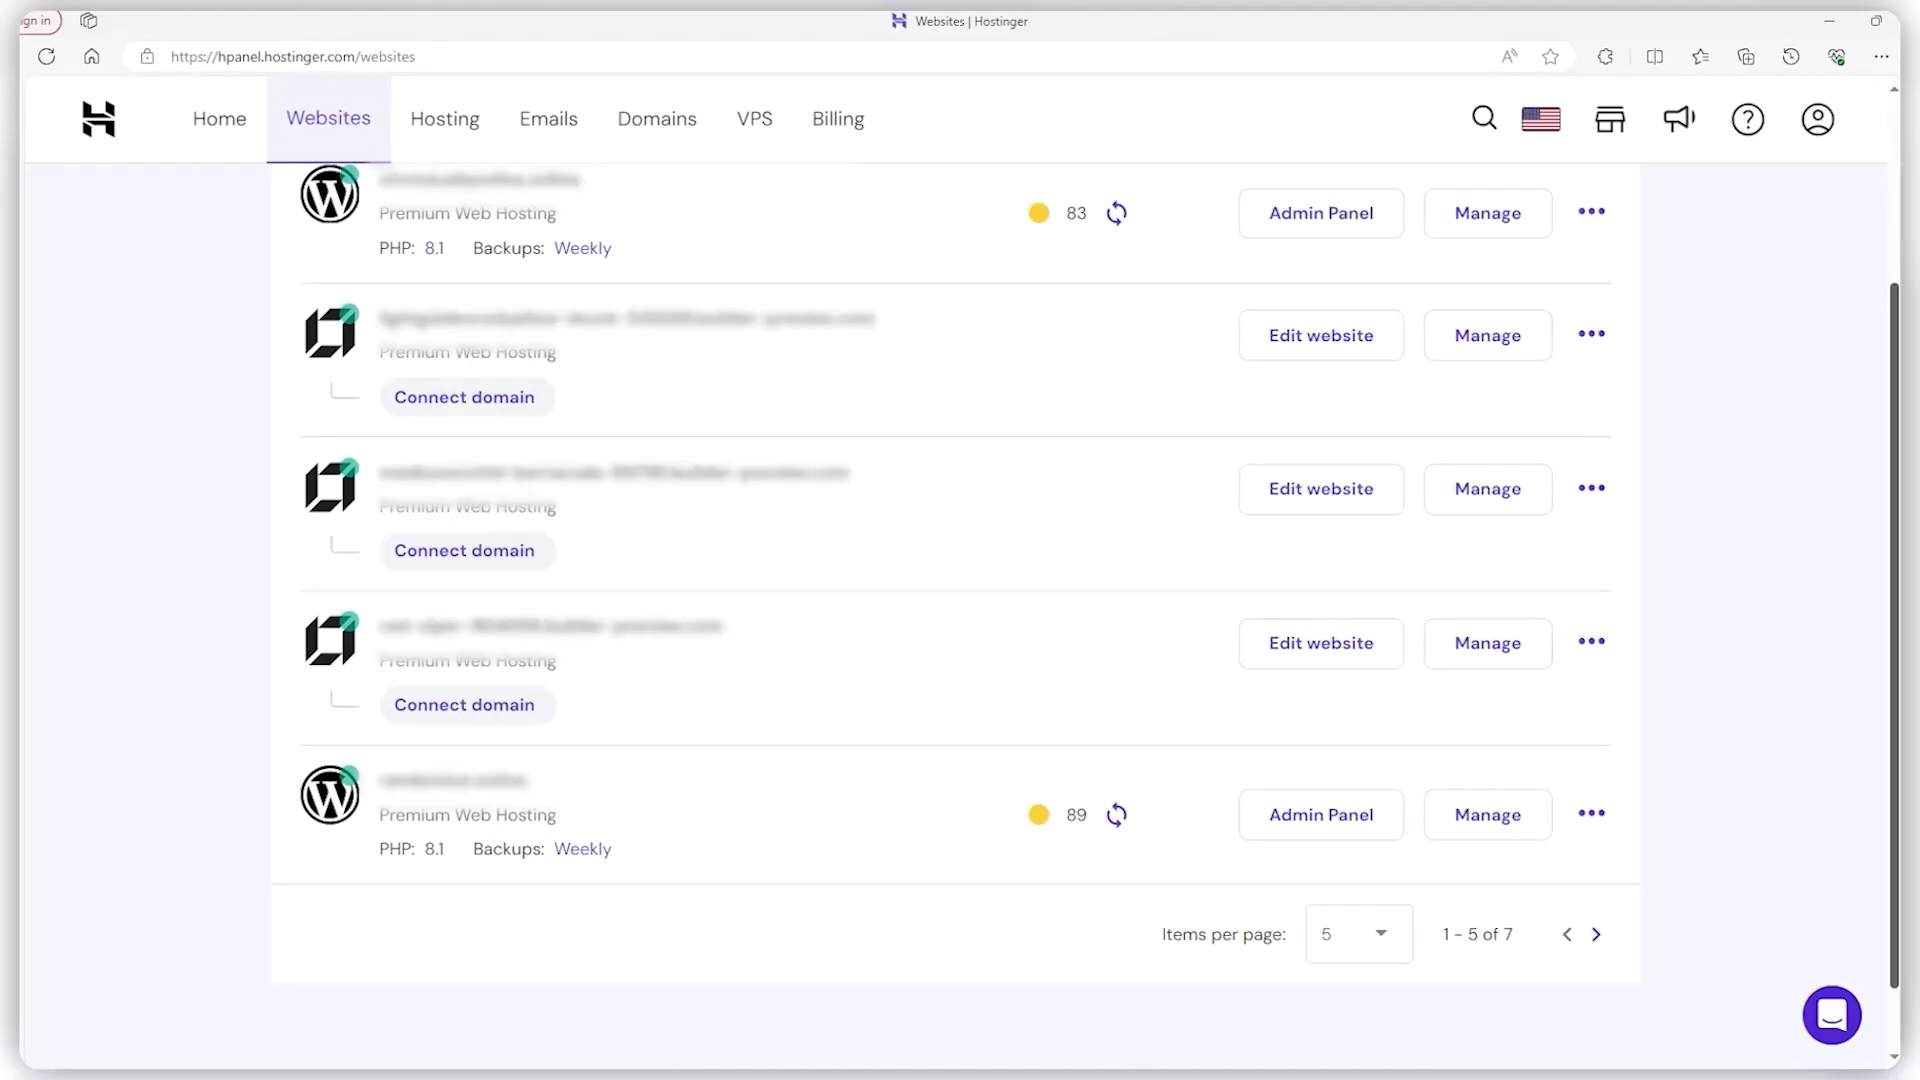 gn in
Websites | Hostinger
https://hpanel.hostinger.com/websites
Home Websites Hosting Emails Domains VPS Billing
Premium Web Hosting
83 Admin Panel Manage
PHP: 8.1 Backups: Weekly
Edit website Manage
Premium Web Hosting
Connect domain
Edit website Manage
Premium Web Hosting
Connect domain
Edit website Manage
Premium Web Hosting
Connect domain
Premium Web Hosting
89 Admin Panel Manage
PHP: 8.1 Backups: Weekly
Items per page: 5 1 - 5 of 7